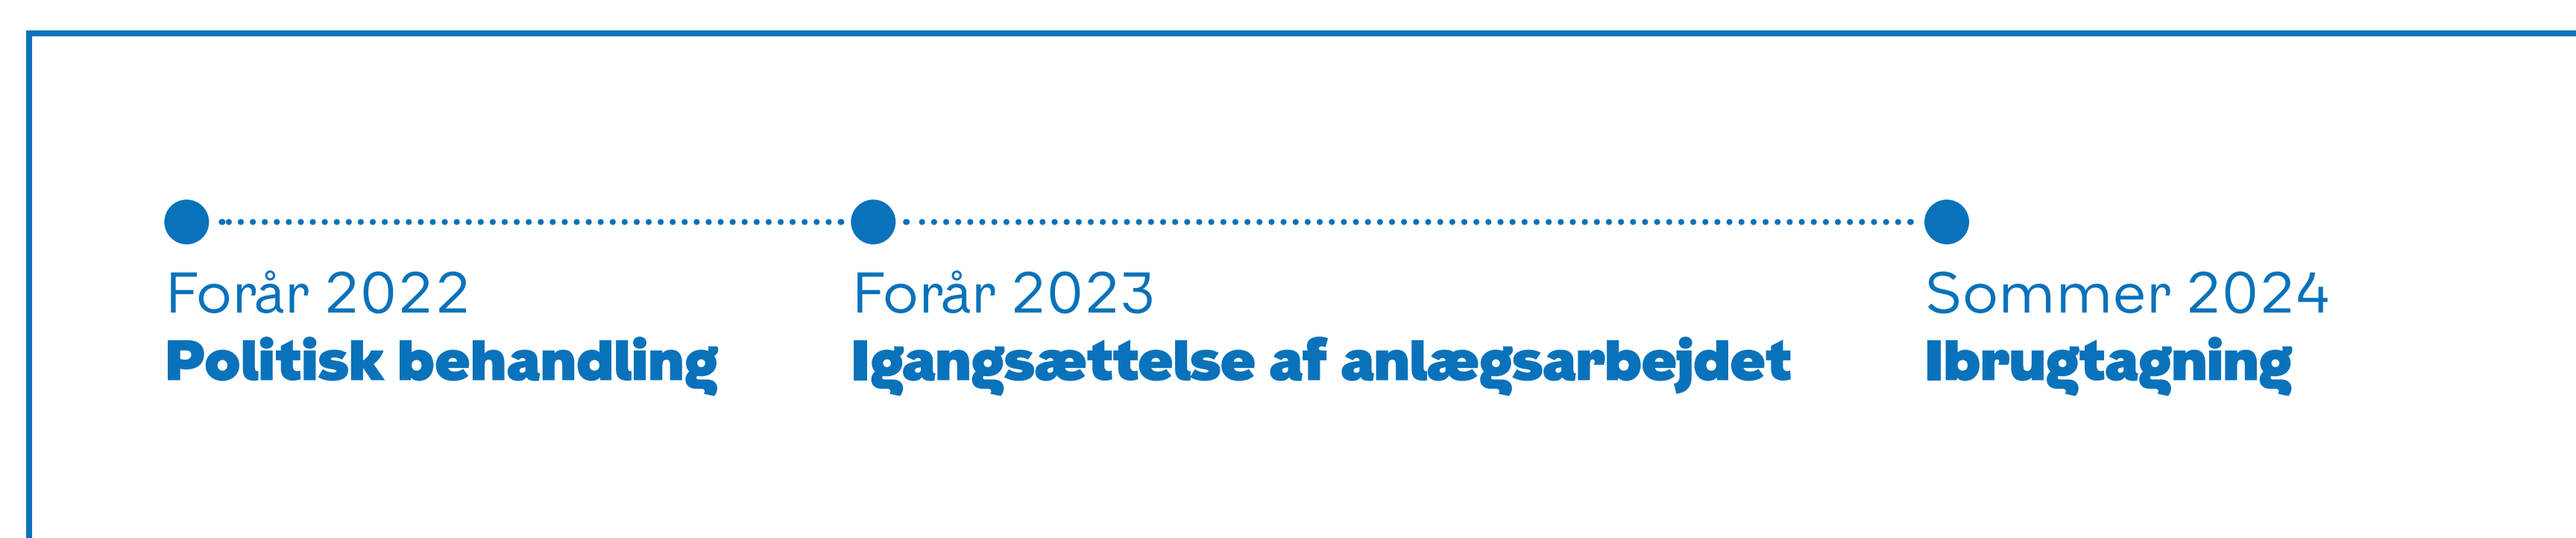 Forår 2022
Politisk behandling
Forår 2023
Igangsættelse af anlægsarbejdet
Sommer 2024
Ibrugtagning